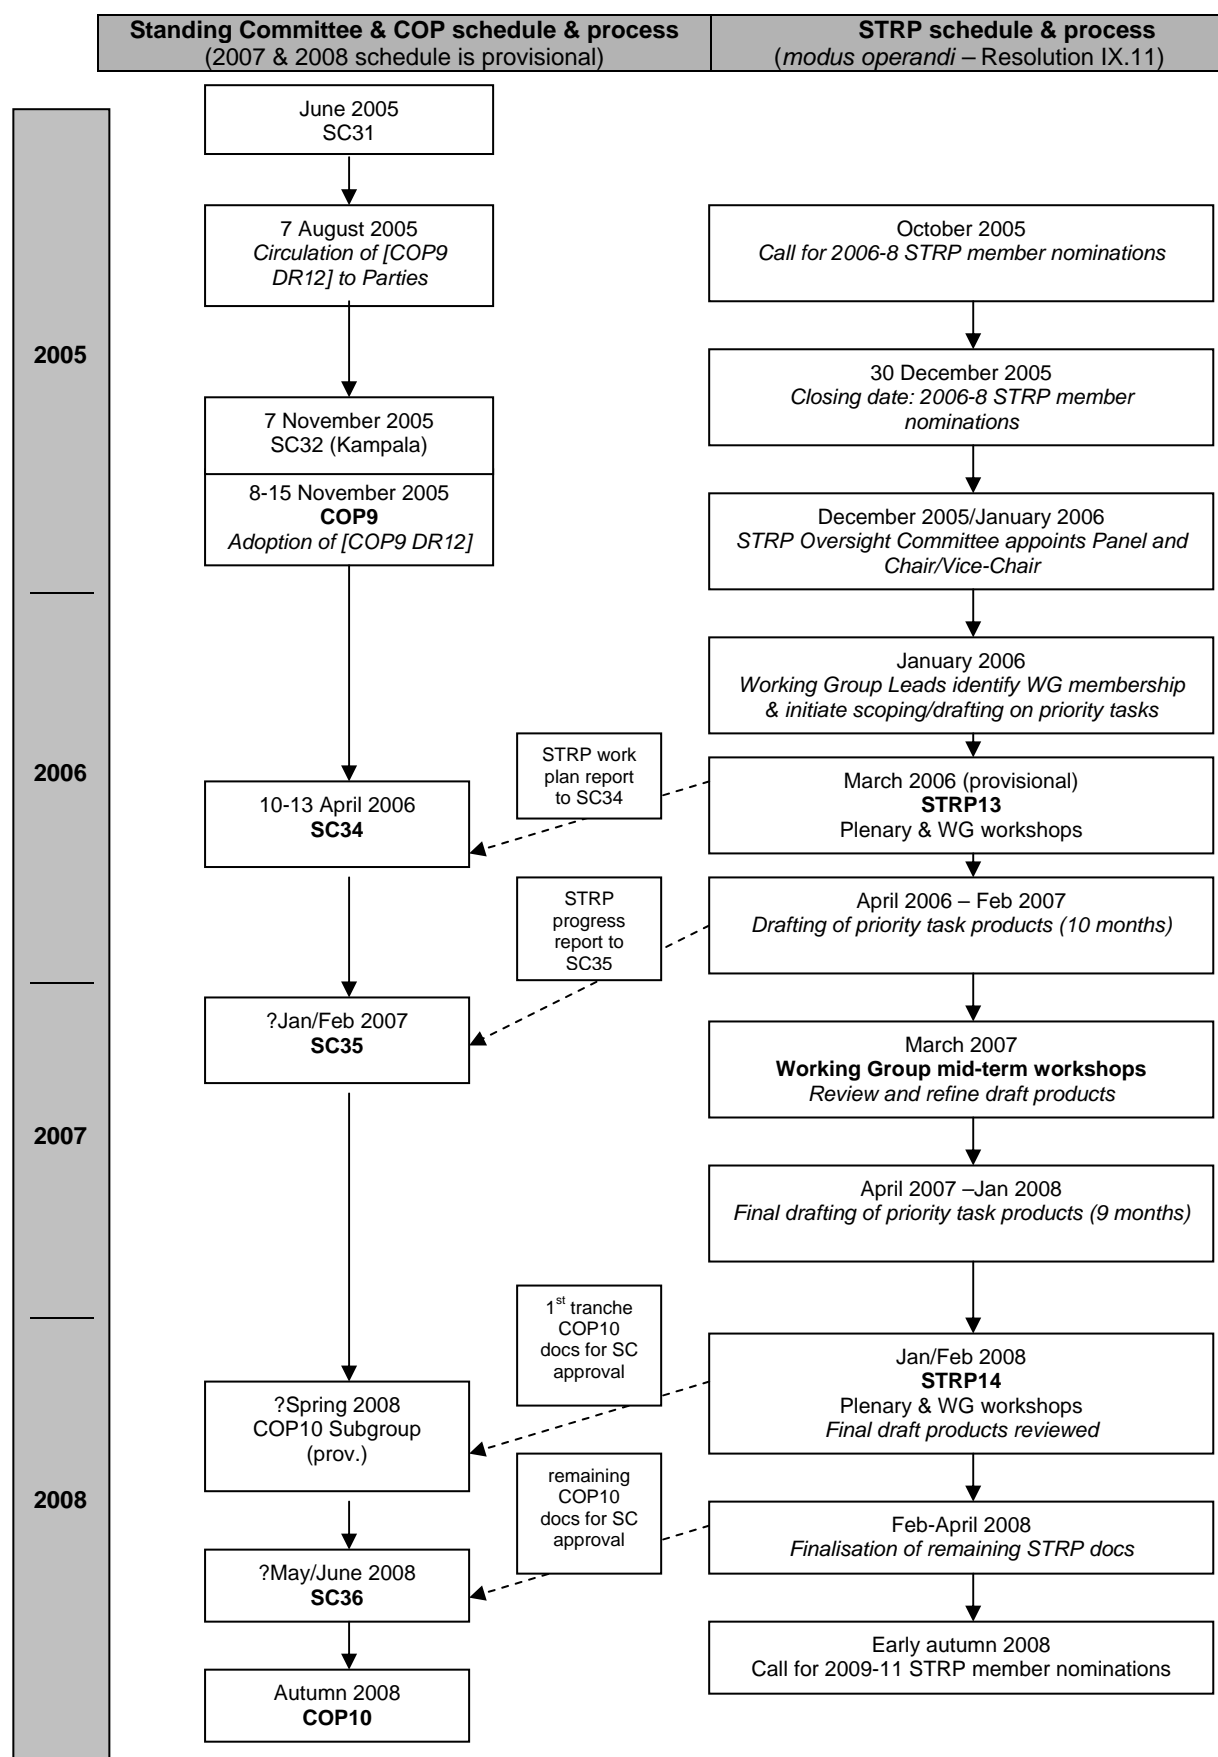 Standing Committee & COP schedule & process
(2007 & 2008 schedule is provisional)
STRP schedule & process
(modus operandi – Resolution IX.11)
2005
2006
2007
2008
June 2005
SC31
7 August 2005
Circulation of [COP9
DR12] to Parties
7 November 2005
SC32 (Kampala)
8-15 November 2005
COP9
Adoption of [COP9 DR12]
10-13 April 2006
SC34
?Jan/Feb 2007
SC35
?Spring 2008
COP10 Subgroup
(prov.)
?May/June 2008
SC36
Autumn 2008
COP10
STRP work
plan report
to SC34
STRP
progress
report to
SC35
1st tranche
COP10
docs for SC
approval
remaining
COP10
docs for SC
approval
October 2005
Call for 2006-8 STRP member nominations
30 December 2005
Closing date: 2006-8 STRP member
nominations
December 2005/January 2006
STRP Oversight Committee appoints Panel and
Chair/Vice-Chair
January 2006
Working Group Leads identify WG membership
& initiate scoping/drafting on priority tasks
March 2006 (provisional)
STRP13
Plenary & WG workshops
April 2006 – Feb 2007
Drafting of priority task products (10 months)
March 2007
Working Group mid-term workshops
Review and refine draft products
April 2007 –Jan 2008
Final drafting of priority task products (9 months)
Jan/Feb 2008
STRP14
Plenary & WG workshops
Final draft products reviewed
Feb-April 2008
Finalisation of remaining STRP docs
Early autumn 2008
Call for 2009-11 STRP member nominations